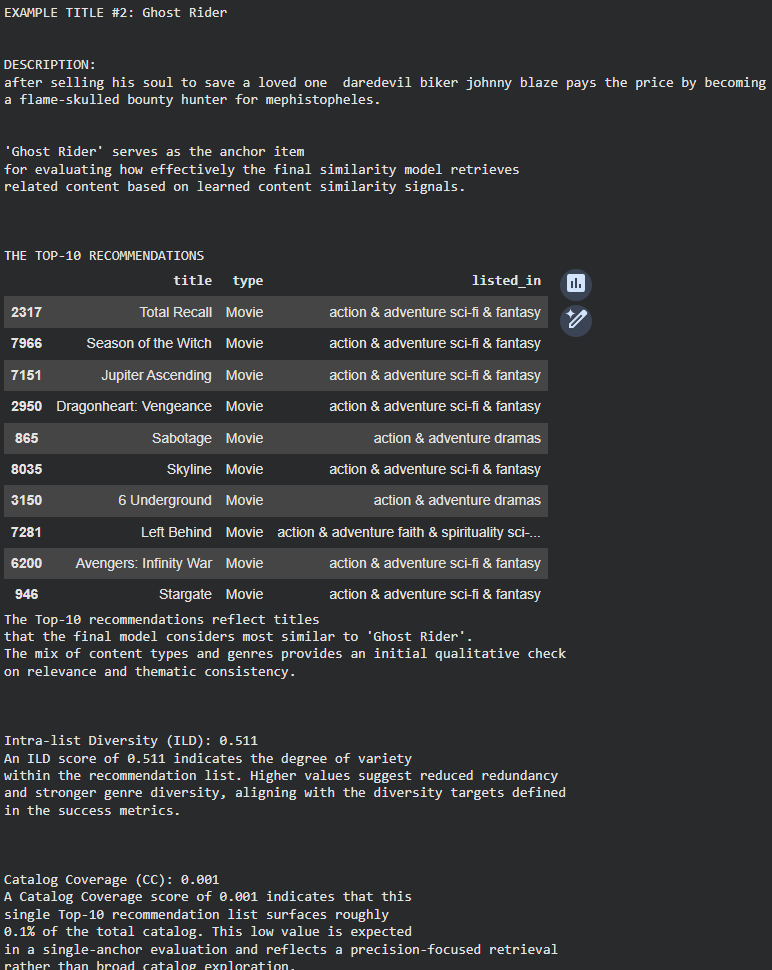 EXAMPLE TITLE #2: Ghost Rider
DESCRIPTION:
after selling his soul to save a loved one  daredevil biker johnny blaze pays the price by becoming
a flame-skulled bounty hunter for mephistopheles.
'Ghost Rider' serves as the anchor item
for evaluating how effectively the final similarity model retrieves
related content based on learned content similarity signals.
THE TOP-10 RECOMMENDATIONS
title type listed_in
2317 Total Recall Movie action & adventure sci-fi & fantasy
7966 Season of the Witch Movie action & adventure sci-fi & fantasy
7151 Jupiter Ascending Movie action & adventure sci-fi & fantasy
2950 Dragonheart: Vengeance Movie action & adventure sci-fi & fantasy
865 Sabotage Movie action & adventure dramas
8035 Skyline Movie action & adventure sci-fi & fantasy
3150 6 Underground Movie action & adventure dramas
7281 Left Behind Movie action & adventure faith & spirituality sci-...
6200 Avengers: Infinity War Movie action & adventure sci-fi & fantasy
946 Stargate Movie action & adventure sci-fi & fantasy
The Top-10 recommendations reflect titles
that the final model considers most similar to 'Ghost Rider'.
The mix of content types and genres provides an initial qualitative check
on relevance and thematic consistency.
Intra-list Diversity (ILD): 0.511
An ILD score of 0.511 indicates the degree of variety
within the recommendation list. Higher values suggest reduced redundancy
and stronger genre diversity, aligning with the diversity targets defined
in the success metrics.
Catalog Coverage (CC): 0.001
A Catalog Coverage score of 0.001 indicates that this
single Top-10 recommendation list surfaces roughly
0.1% of the total catalog. This low value is expected
in a single-anchor evaluation and reflects a precision-focused retrieval
rather than broad catalog exploration.